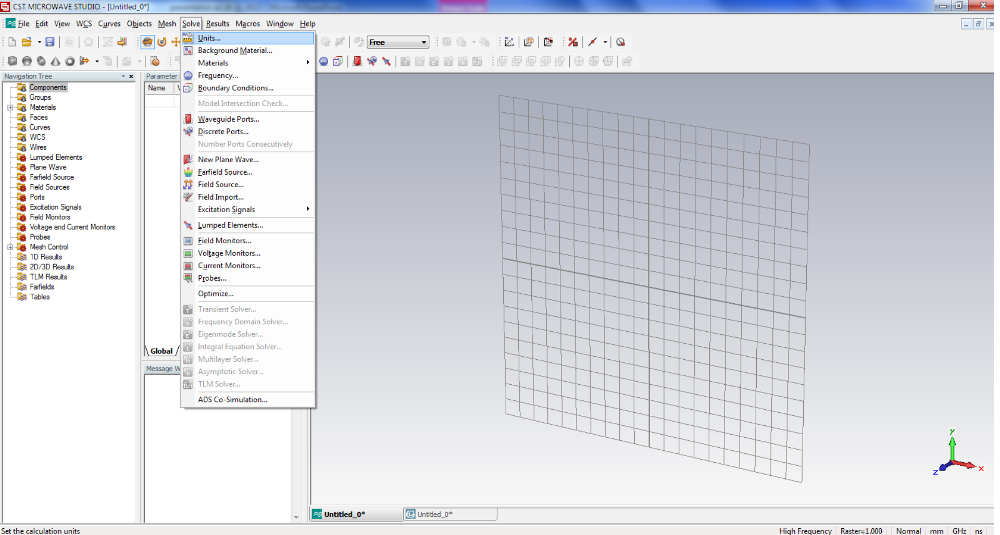 CST MICROWAVE STUDIO - [Untitled_0*]
File Edit View WCS Curves Objects Mesh Solve Results Macros Window Help
Free
Navigation Tree
Components
Groups
Materials
Faces
Curves
WCS
Wires
Lumped Elements
Plane Wave
Farfield Source
Field Sources
Ports
Excitation Signals
Field Monitors
Voltage and Current Monitors
Probes
Mesh Control
1D Results
2D/3D Results
TLM Results
Farfields
Tables
Parameter
Name
Global
Message W
Units...
Background Material...
Materials
Frequency...
Boundary Conditions...
Model Intersection Check...
Waveguide Ports...
Discrete Ports...
Number Ports Consecutively
New Plane Wave...
Farfield Source...
Field Source...
Field Import...
Excitation Signals
Lumped Elements...
Field Monitors...
Voltage Monitors...
Current Monitors...
Probes...
Optimize...
Transient Solver...
Frequency Domain Solver...
Eigenmode Solver...
Integral Equation Solver...
Multilayer Solver...
Asymptotic Solver...
TLM Solver...
ADS Co-Simulation...
y
x
z
Untitled_0*
Untitled_0*
Set the calculation units
High Frequency Raster=1.000 Normal mm GHz ns